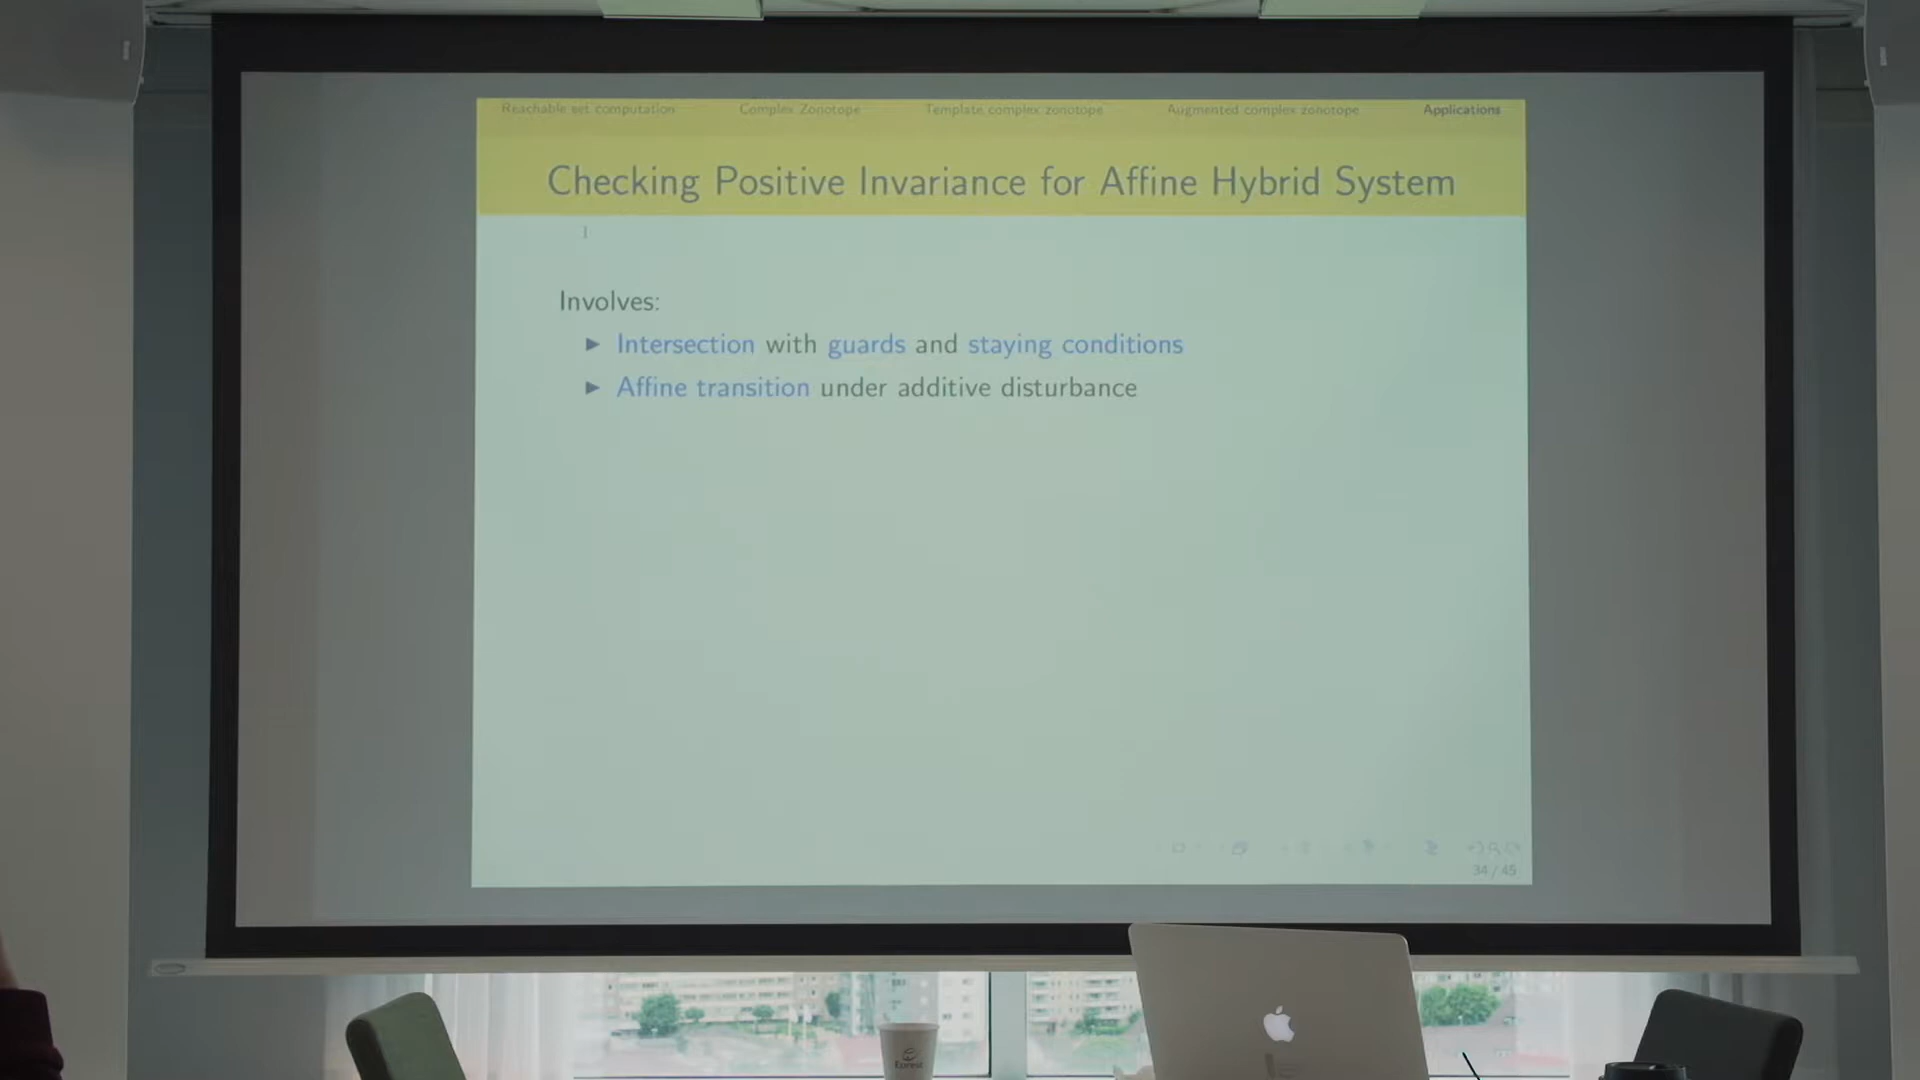 Reachable set computation Complex Zonotope Template complex zonotope Augmented complex zonotope Applications
Checking Positive Invariance for Affine Hybrid System
Involves:
► Intersection with guards and staying conditions
► Affine transition under additive disturbance
34 / 45